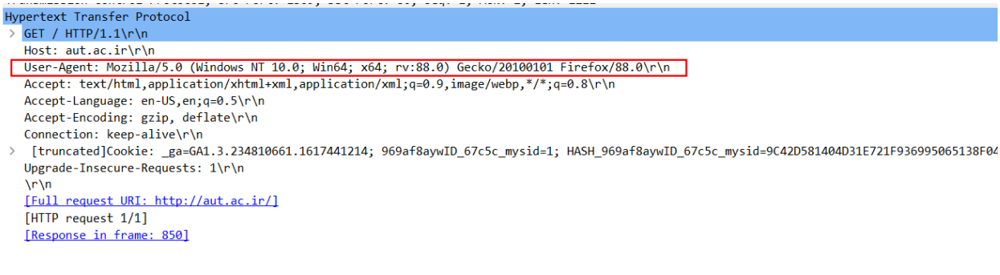 Hypertext Transfer Protocol
GET / HTTP/1.1\r\n
Host: aut.ac.ir\r\n
User-Agent: Mozilla/5.0 (Windows NT 10.0; Win64; x64; rv:88.0) Gecko/20100101 Firefox/88.0\r\n
Accept: text/html,application/xhtml+xml,application/xml;q=0.9,image/webp,*/*;q=0.8\r\n
Accept-Language: en-US,en;q=0.5\r\n
Accept-Encoding: gzip, deflate\r\n
Connection: keep-alive\r\n
[truncated]Cookie: _ga=GA1.3.234810661.1617441214; 969af8aywID_67c5c_mysid=1; HASH_969af8aywID_67c5c_mysid=9C42D581404D31E721F936995065138F04
Upgrade-Insecure-Requests: 1\r\n
\r\n
[Full request URI: http://aut.ac.ir/]
[HTTP request 1/1]
[Response in frame: 850]